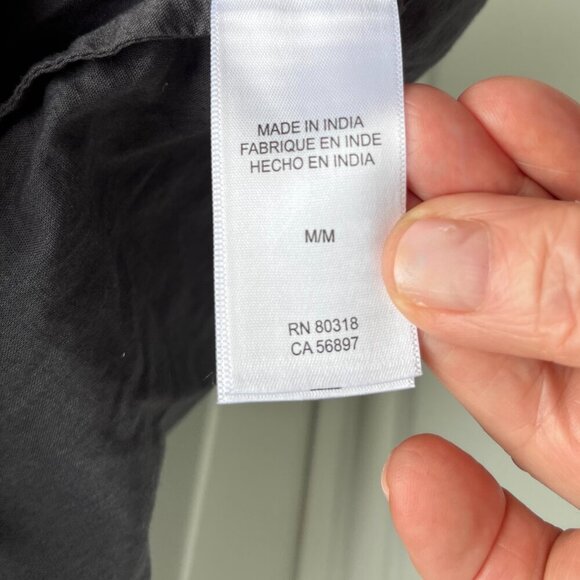 MADE IN INDIA
FABRIQUE EN INDE
HECHO EN INDIA
M/M
RN 80318
CA 56897